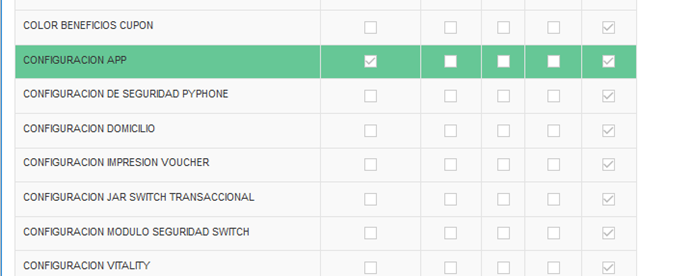 COLOR BENEFICIOS CUPON
CONFIGURACION APP
CONFIGURACION DE SEGURIDAD PYPHONE
CONFIGURACION DOMICILIO
CONFIGURACION IMPRESION VOUCHER
CONFIGURACION JAR SWITCH TRANSACCIONAL
CONFIGURACION MODULO SEGURIDAD SWITCH
CONFIGURACION VITALITY